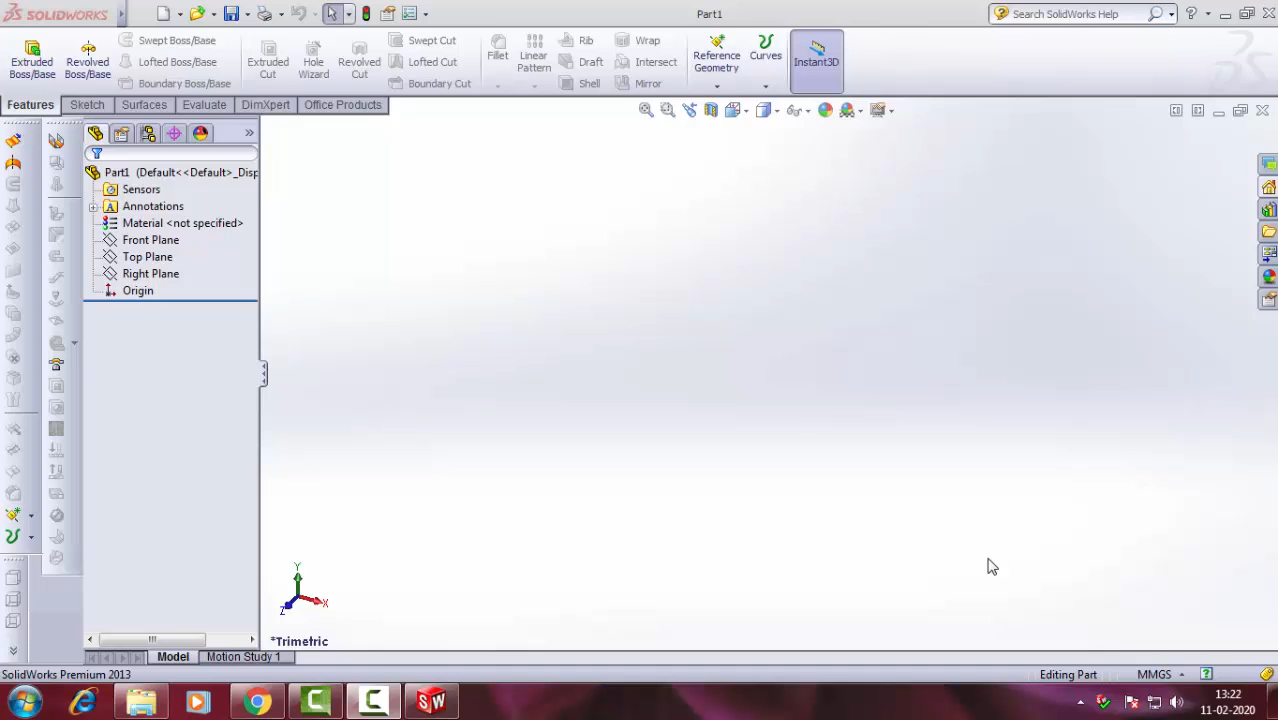 SOLIDWORKS
Part1
Search SolidWorks Help
Extruded Boss/Base
Revolved Boss/Base
Swept Boss/Base
Lofted Boss/Base
Boundary Boss/Base
Extruded Cut
Hole Wizard
Revolved Cut
Swept Cut
Lofted Cut
Boundary Cut
Fillet
Linear Pattern
Rib
Draft
Shell
Wrap
Intersect
Mirror
Reference Geometry
Curves
Instant3D
Features
Sketch
Surfaces
Evaluate
DimXpert
Office Products
Part1 (Default<<Default>_Disp
Sensors
Annotations
Material <not specified>
Front Plane
Top Plane
Right Plane
Origin
Y
X
Z
*Trimetric
Model
Motion Study 1
SolidWorks Premium 2013
Editing Part
MMGS
13:22
11-02-2020